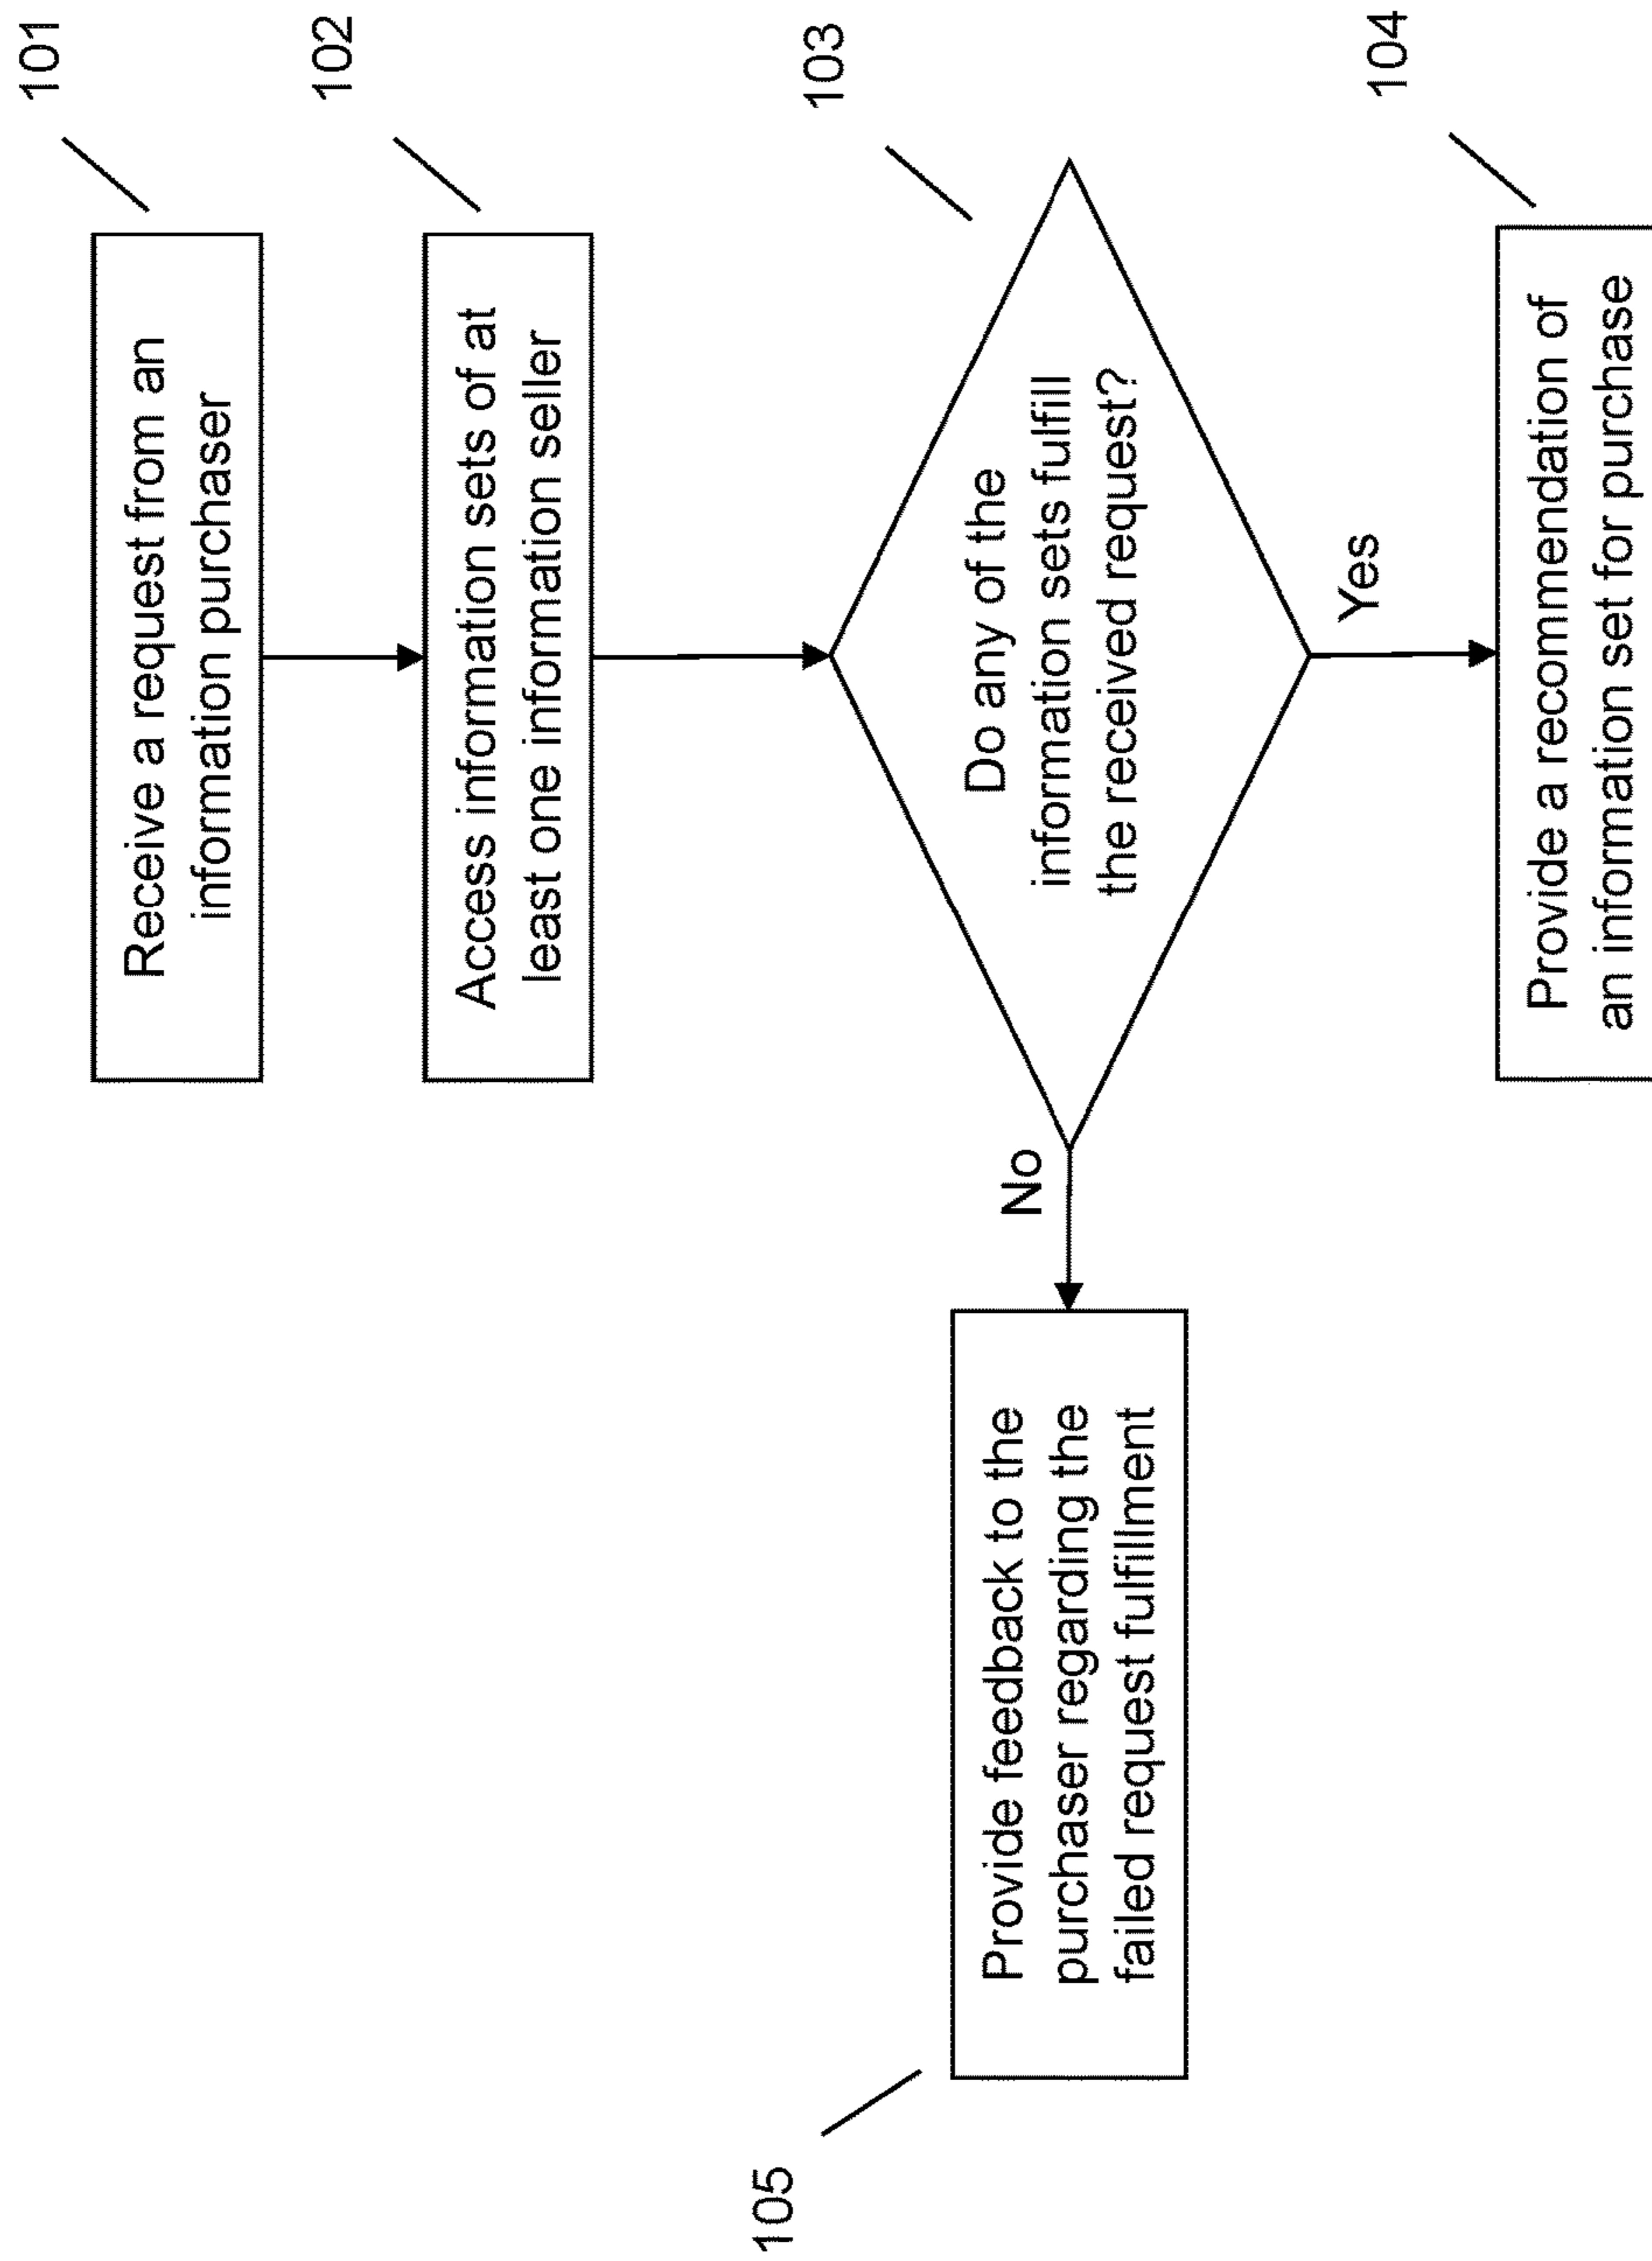 Receive a request from an
information purchaser
101
Access information sets of at
least one information seller
102
Do any of the
information sets fulfill
the received request?
103
No
Yes
Provide feedback to the
purchaser regarding the
failed request fulfillment
105
Provide a recommendation of
an information set for purchase
104